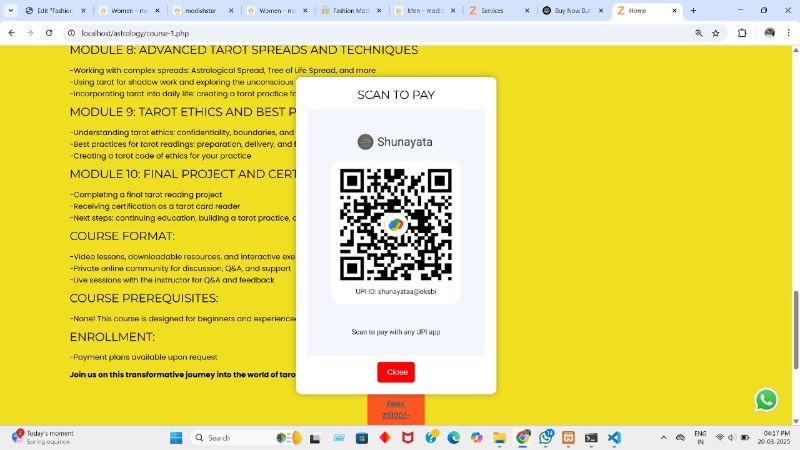 Edit "Fashion
Women – m
modishstar
Women – m
Fashion Mod
Men – modi
Services
Buy Now But
Home
localhost/astrology/course-1.php
MODULE 8: ADVANCED TAROT SPREADS AND TECHNIQUES
-Working with complex spreads: Astrological Spread, Tree of Life Spread, and more
-Using tarot for shadow work and exploring the unconscious
-Incorporating tarot into daily life: creating a tarot practice fo
MODULE 9: TAROT ETHICS AND BEST P
-Understanding tarot ethics: confidentiality, boundaries, and
-Best practices for tarot readings: preparation, delivery, and f
-Creating a tarot code of ethics for your practice
MODULE 10: FINAL PROJECT AND CERT
-Completing a final tarot reading project
-Receiving certification as a tarot card reader
-Next steps: continuing education, building a tarot practice,
COURSE FORMAT:
-Video lessons, downloadable resources, and interactive exe
-Private online community for discussion, Q&A, and support
-Live sessions with the instructor for Q&A and feedback
COURSE PREREQUISITES:
-None! This course is designed for beginners and experience
ENROLLMENT:
-Payment plans available upon request
Join us on this transformative journey into the world of taro
SCAN TO PAY
Shunayata
UPI ID: shunayataa@oksbi
Scan to pay with any UPI app
Close
Fees:
Today's moment
Spring equinox
Search
ENG
IN
04:17 PM
20-03-2025